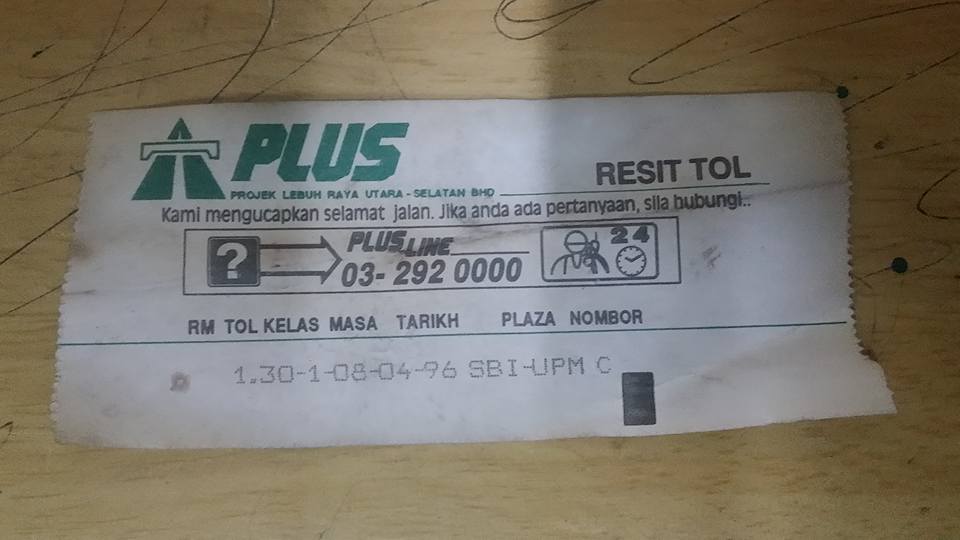 PLUS
PROJEK LEBUH RAYA UTARA - SELATAN BHD
RESIT TOL
Kami mengucapkan selamat jalan. Jika anda ada pertanyaan, sila hubungi..
?
PLUS LINE
24
03- 292 0000
RM TOL KELAS MASA TARIKH PLAZA NOMBOR
1.30-1-08-04-96 SBI-UPM C